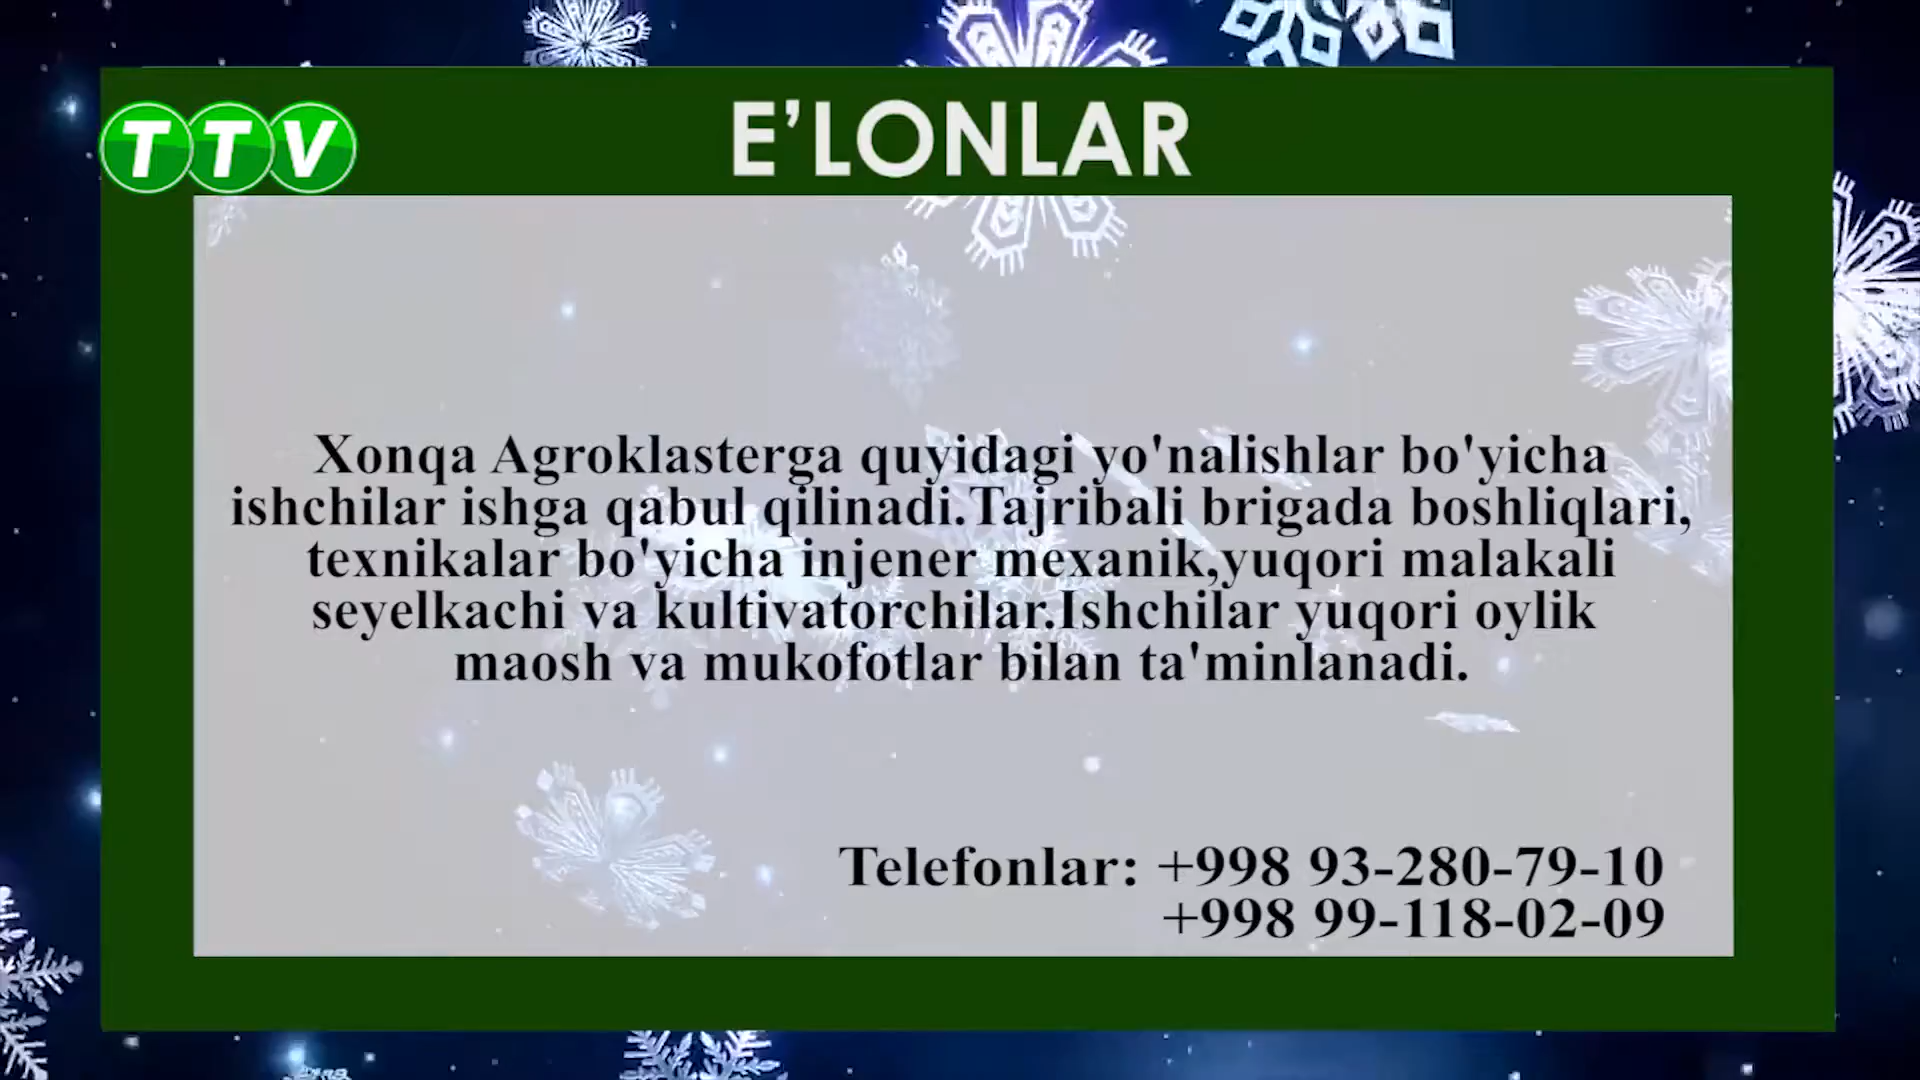 TTV
E’LONLAR
Xonqa Agroklasterga quyidagi yo'nalishlar bo'yicha
ishchilar ishga qabul qilinadi.Tajribali brigada boshliqlari,
texnikalar bo'yicha injener mexanik,yuqori malakali
seyelkachi va kultivatorchilar.Ishchilar yuqori oylik
maosh va mukofotlar bilan ta'minlanadi.
Telefonlar: +998 93-280-79-10
+998 99-118-02-09